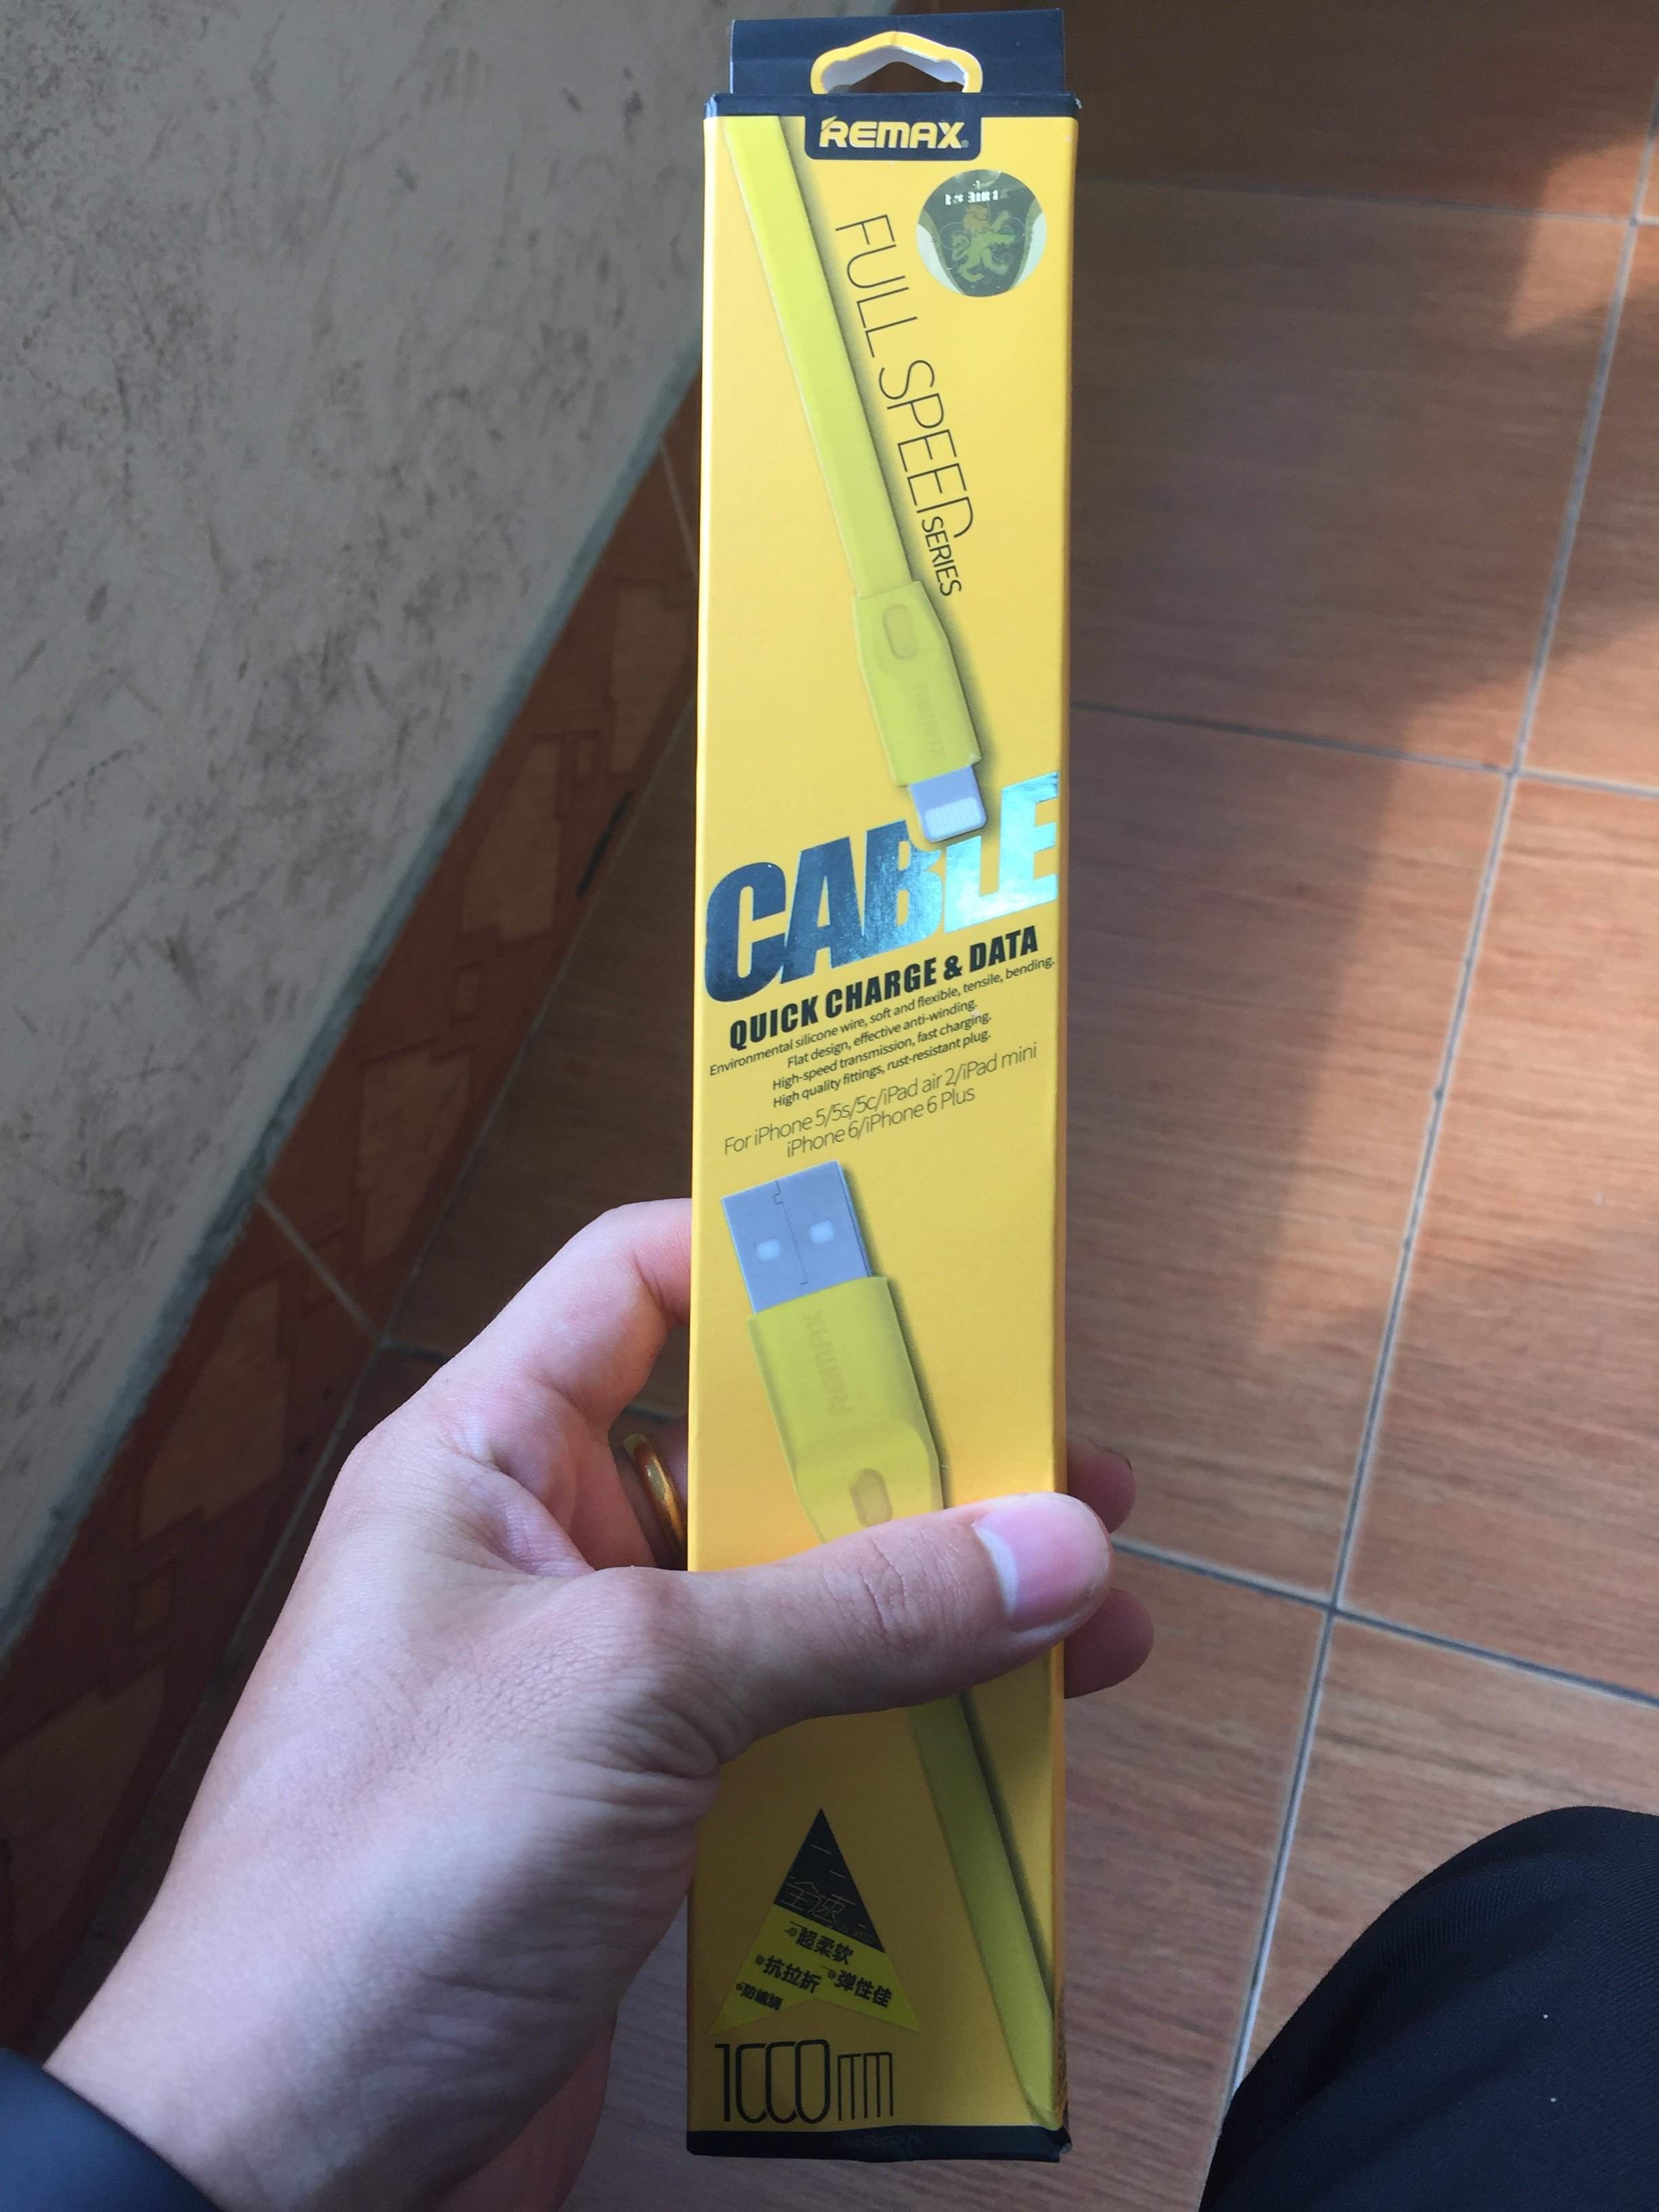 REMAX
FULL SPEED
SERIES
CABLE
QUICK CHARGE & DATA
Environmental silicone wire, soft and flexible, tensile, bending.
Flat design, effective anti-winding.
High-speed transmission, fast charging.
High quality fittings, rust-resistant plug.
For iPhone 5/5s/5c/iPad air 2/iPad mini
iPhone 6/iPhone 6 Plus
REMAX
全速
超柔软
抗拉折 弹性佳
1000mm